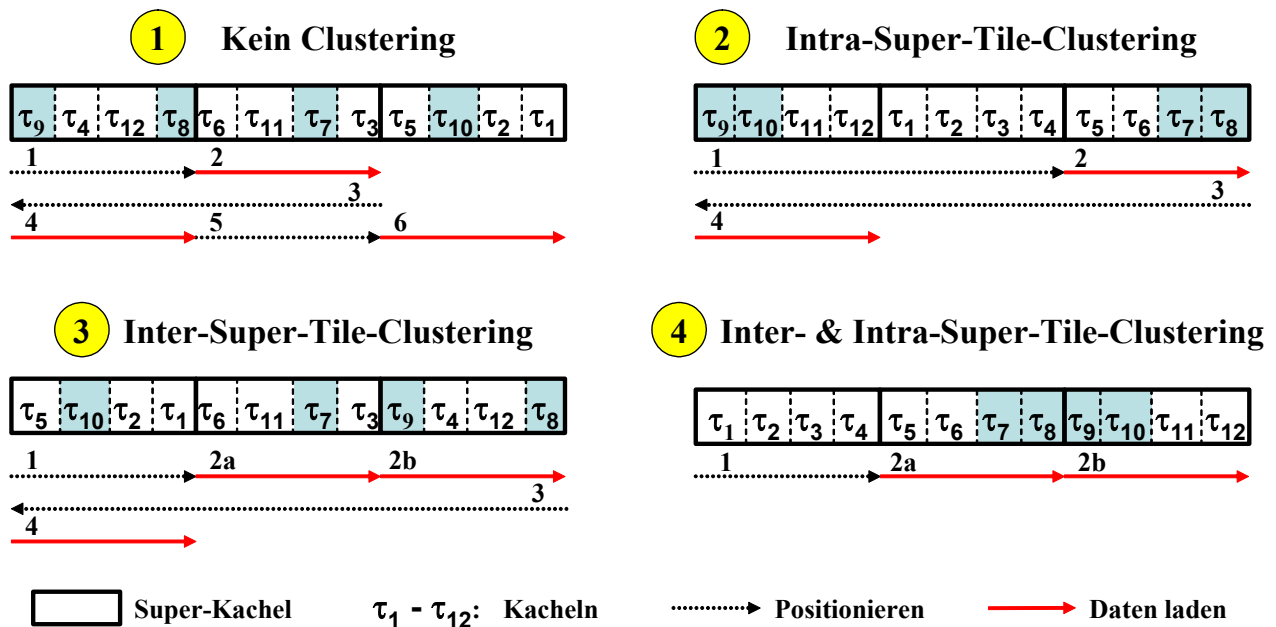 1 Kein Clustering
τ9 τ4 τ12 τ8 τ6 τ11 τ7 τ3 τ5 τ10 τ2 τ1
1 2
3
4 5 6
2 Intra-Super-Tile-Clustering
τ9 τ10 τ11 τ12 τ1 τ2 τ3 τ4 τ5 τ6 τ7 τ8
1 2
3
4
3 Inter-Super-Tile-Clustering
τ5 τ10 τ2 τ1 τ6 τ11 τ7 τ3 τ9 τ4 τ12 τ8
1 2a 2b
3
4
4 Inter- & Intra-Super-Tile-Clustering
τ1 τ2 τ3 τ4 τ5 τ6 τ7 τ8 τ9 τ10 τ11 τ12
1 2a 2b
Super-Kachel τ1 - τ12: Kacheln Positionieren Daten laden